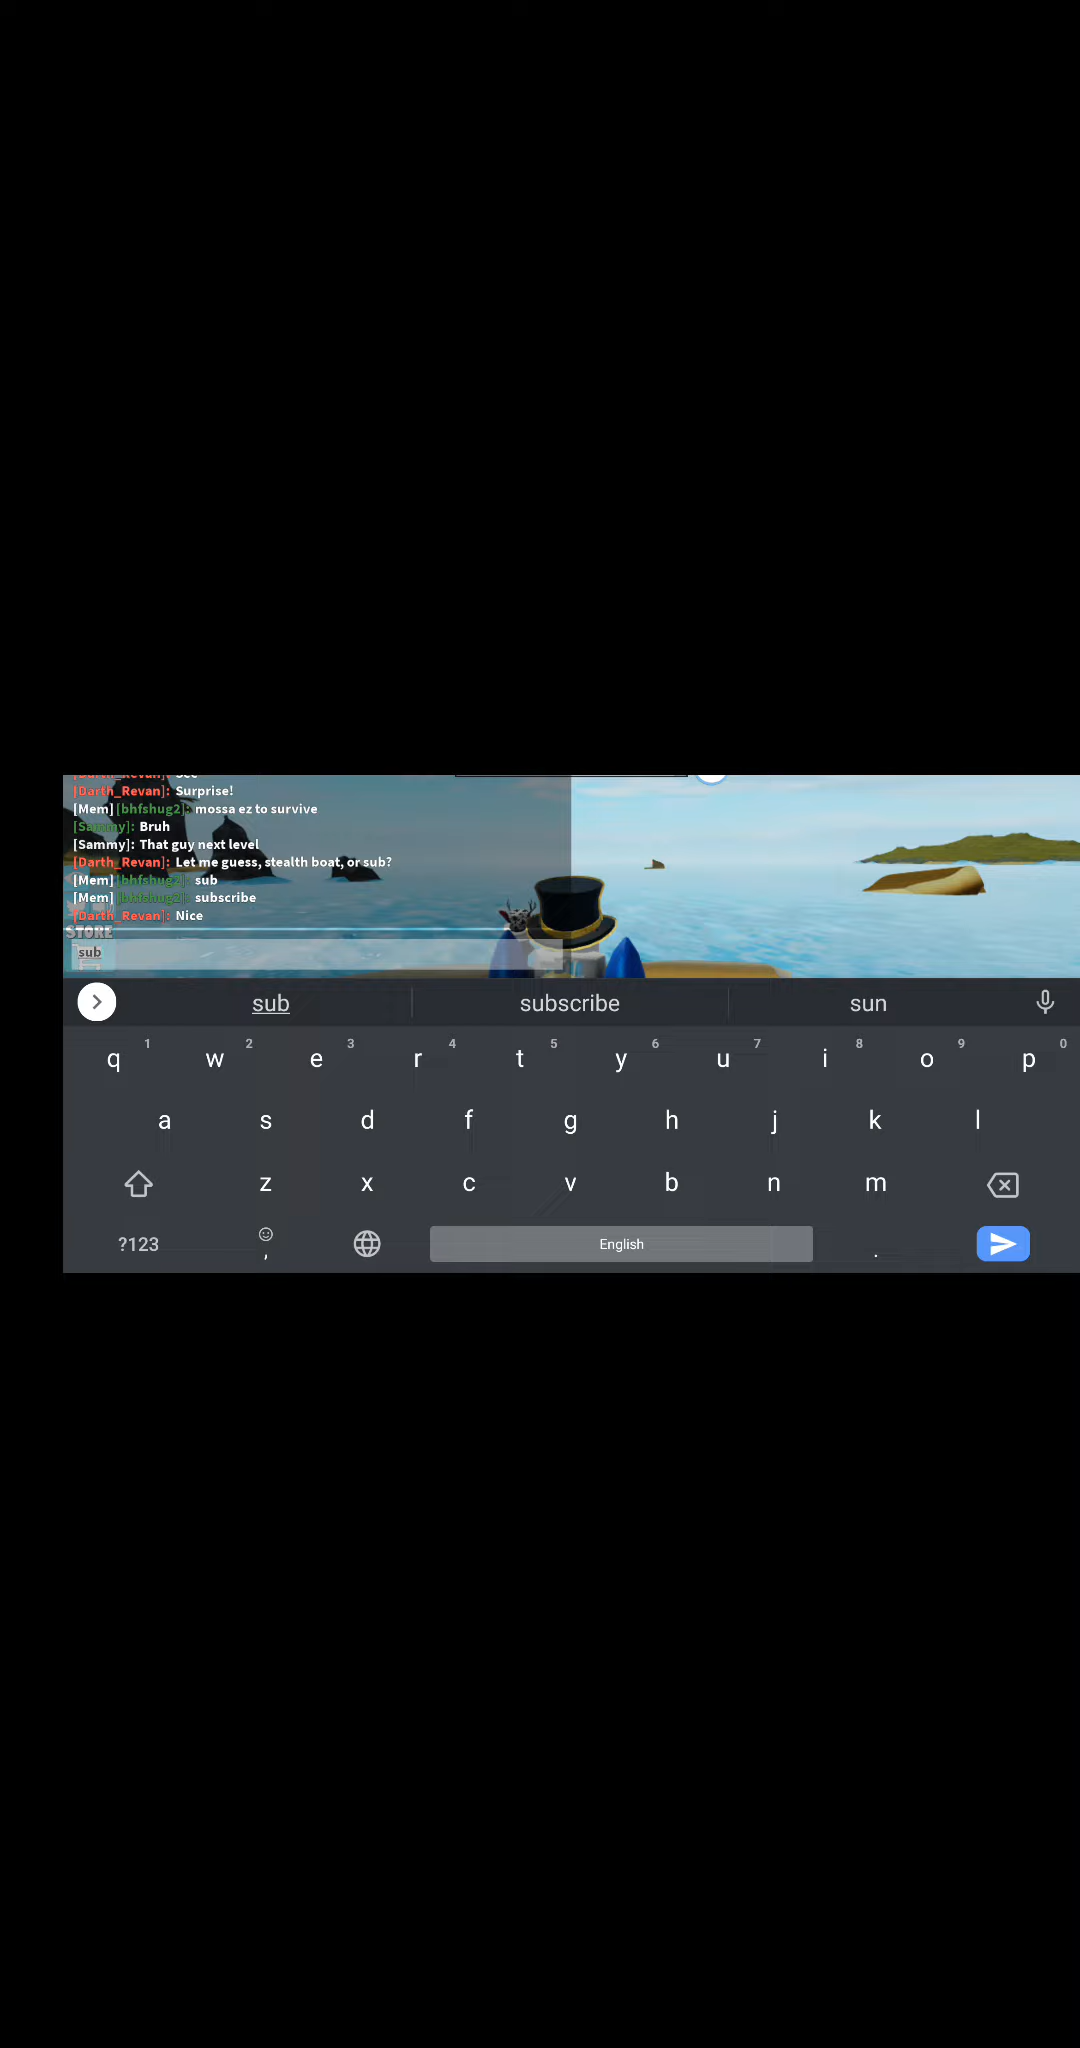 [Darth_Revan]: See
[Darth_Revan]: Surprise!
[Mem][bhfshug2]: mossa ez to survive
[Sammy]: Bruh
[Sammy]: That guy next level
[Darth_Revan]: Let me guess, stealth boat, or sub?
[Mem][bhfshug2]: sub
[Mem][bhfshug2]: subscribe
[Darth_Revan]: Nice
STORE
sub
sub subscribe sun
1 2 3 4 5 6 7 8 9 0
q w e r t y u i o p
a s d f g h j k l
z x c v b n m
?123 , English .